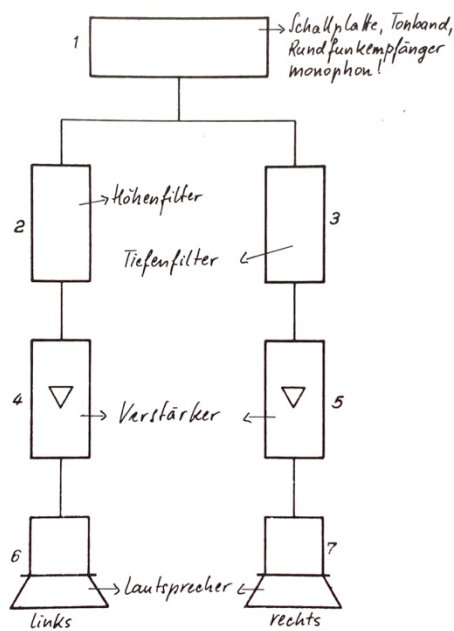 1
Schallplatte, Tonband,
Rundfunkempfänger
monophon!
2
Höhenfilter
3
Tiefenfilter
4
Verstärker
5
6
Lautsprecher
7
links
rechts